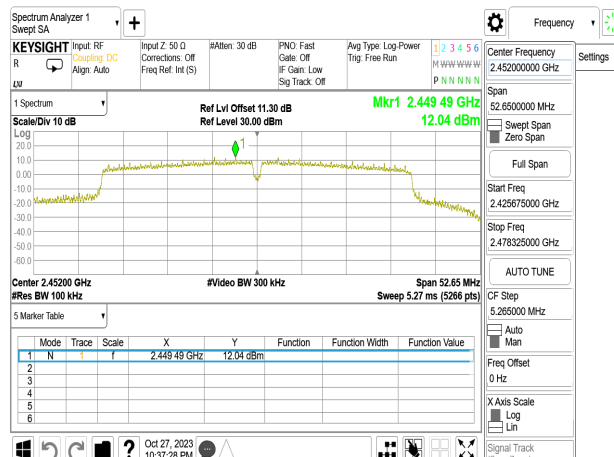 Spectrum Analyzer 1
Swept SA
Frequency
KEYSIGHT
R
LXI
Input: RF
Coupling: DC
Align: Auto
Input Z: 50 Ω
Corrections: Off
Freq Ref: Int (S)
#Atten: 30 dB
PNO: Fast
Gate: Off
IF Gain: Low
Sig Track: Off
Avg Type: Log-Power
Trig: Free Run
1 2 3 4 5 6
M W W W W W
P N N N N N
Center Frequency
2.452000000 GHz
Settings
Span
52.6500000 MHz
Swept Span
Zero Span
Full Span
Start Freq
2.425675000 GHz
Stop Freq
2.478325000 GHz
AUTO TUNE
CF Step
5.265000 MHz
Auto
Man
Freq Offset
0 Hz
X Axis Scale
Log
Lin
Signal Track
1 Spectrum
Scale/Div 10 dB
Ref Lvl Offset 11.30 dB
Ref Level 30.00 dBm
Mkr1 2.449 49 GHz
12.04 dBm
Log
20.0
10.0
0.00
-10.0
-20.0
-30.0
-40.0
-50.0
-60.0
1
Center 2.45200 GHz
#Res BW 100 kHz
#Video BW 300 kHz
Span 52.65 MHz
Sweep 5.27 ms (5266 pts)
5 Marker Table
Mode Trace Scale X Y Function Function Width Function Value
1 N 1 f 2.449 49 GHz 12.04 dBm
2
3
4
5
6
Oct 27, 2023
10:37:28 PM